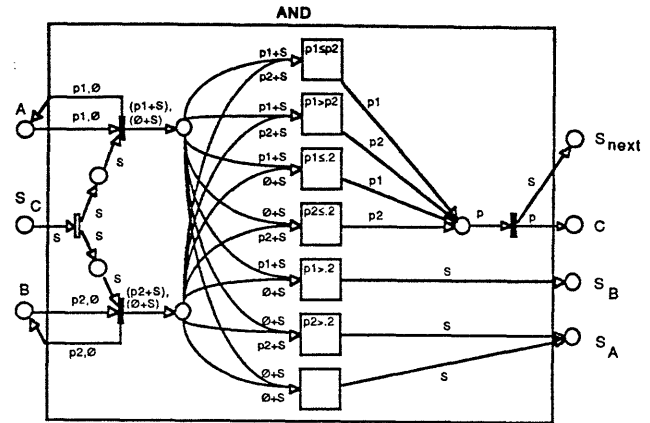 AND
p1+S
p2+S
p1≤p2
p1
p1,Ø
A
p1,Ø
(p1+S),
(Ø+S)
p1+S
p2+S
p1>p2
p2
S
S
next
p1+S
Ø+S
p1≤.2
p1
S
S
C
S
S
S
Ø+S
p2+S
p2≤.2
p2
p
p
C
S
p1+S
Ø+S
p1>.2
S
S
B
B
p2,Ø
(p2+S),
(Ø+S)
p2,Ø
Ø+S
p2+S
p2>.2
S
S
A
Ø+S
Ø+S
S